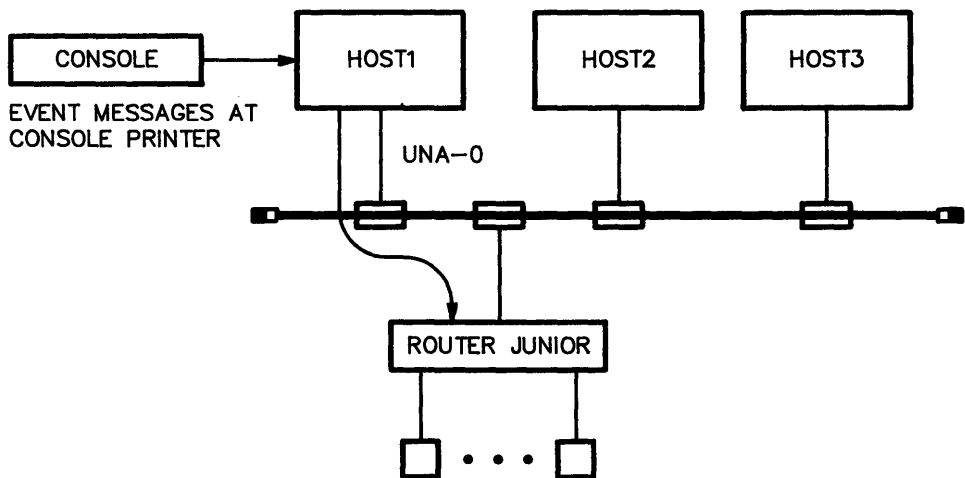 CONSOLE
HOST1
HOST2
HOST3
EVENT MESSAGES AT
CONSOLE PRINTER
UNA-0
ROUTER JUNIOR